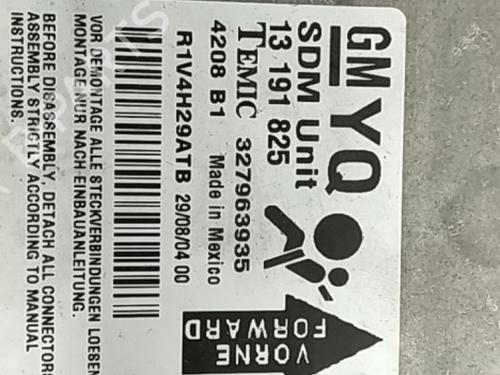 GM YQ
SDM Unit
13 191 825
TEMIC 327963935
4208 B1 Made in Mexico
R1V4H29ATB 29/08/04 00
VORNE
FORWARD
VOR DEMONTAGE ALLE STECKVERBINDUNGEN LOESEN
MONTAGE NUR NACH EINBAUANLEITUNG.
BEFORE DISASSEMBLY, DETACH ALL CONNECTORS
ASSEMBLY STRICTLY ACCORDING TO MANUAL
INSTRUCTIONS.
PARTS